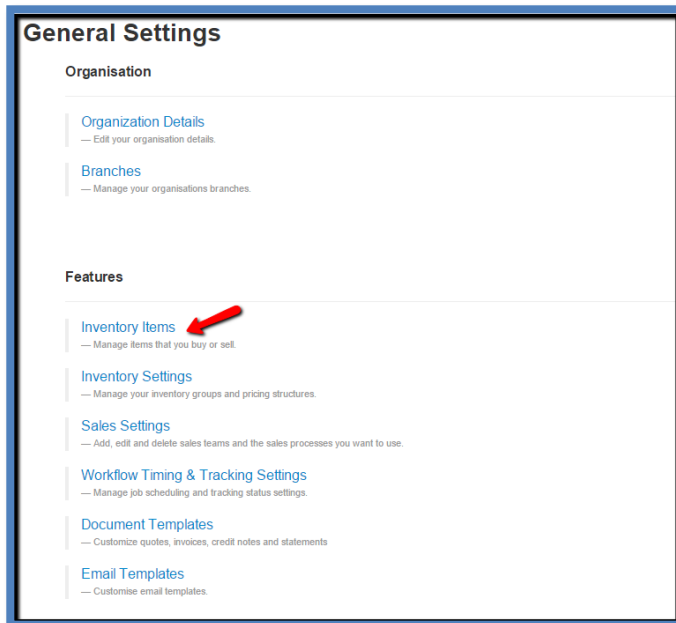 General Settings
Organisation
Organization Details
— Edit your organisation details.
Branches
— Manage your organisations branches.
Features
Inventory Items
— Manage items that you buy or sell.
Inventory Settings
— Manage your inventory groups and pricing structures.
Sales Settings
— Add, edit and delete sales teams and the sales processes you want to use.
Workflow Timing & Tracking Settings
— Manage job scheduling and tracking status settings.
Document Templates
— Customize quotes, invoices, credit notes and statements
Email Templates
— Customise email templates.